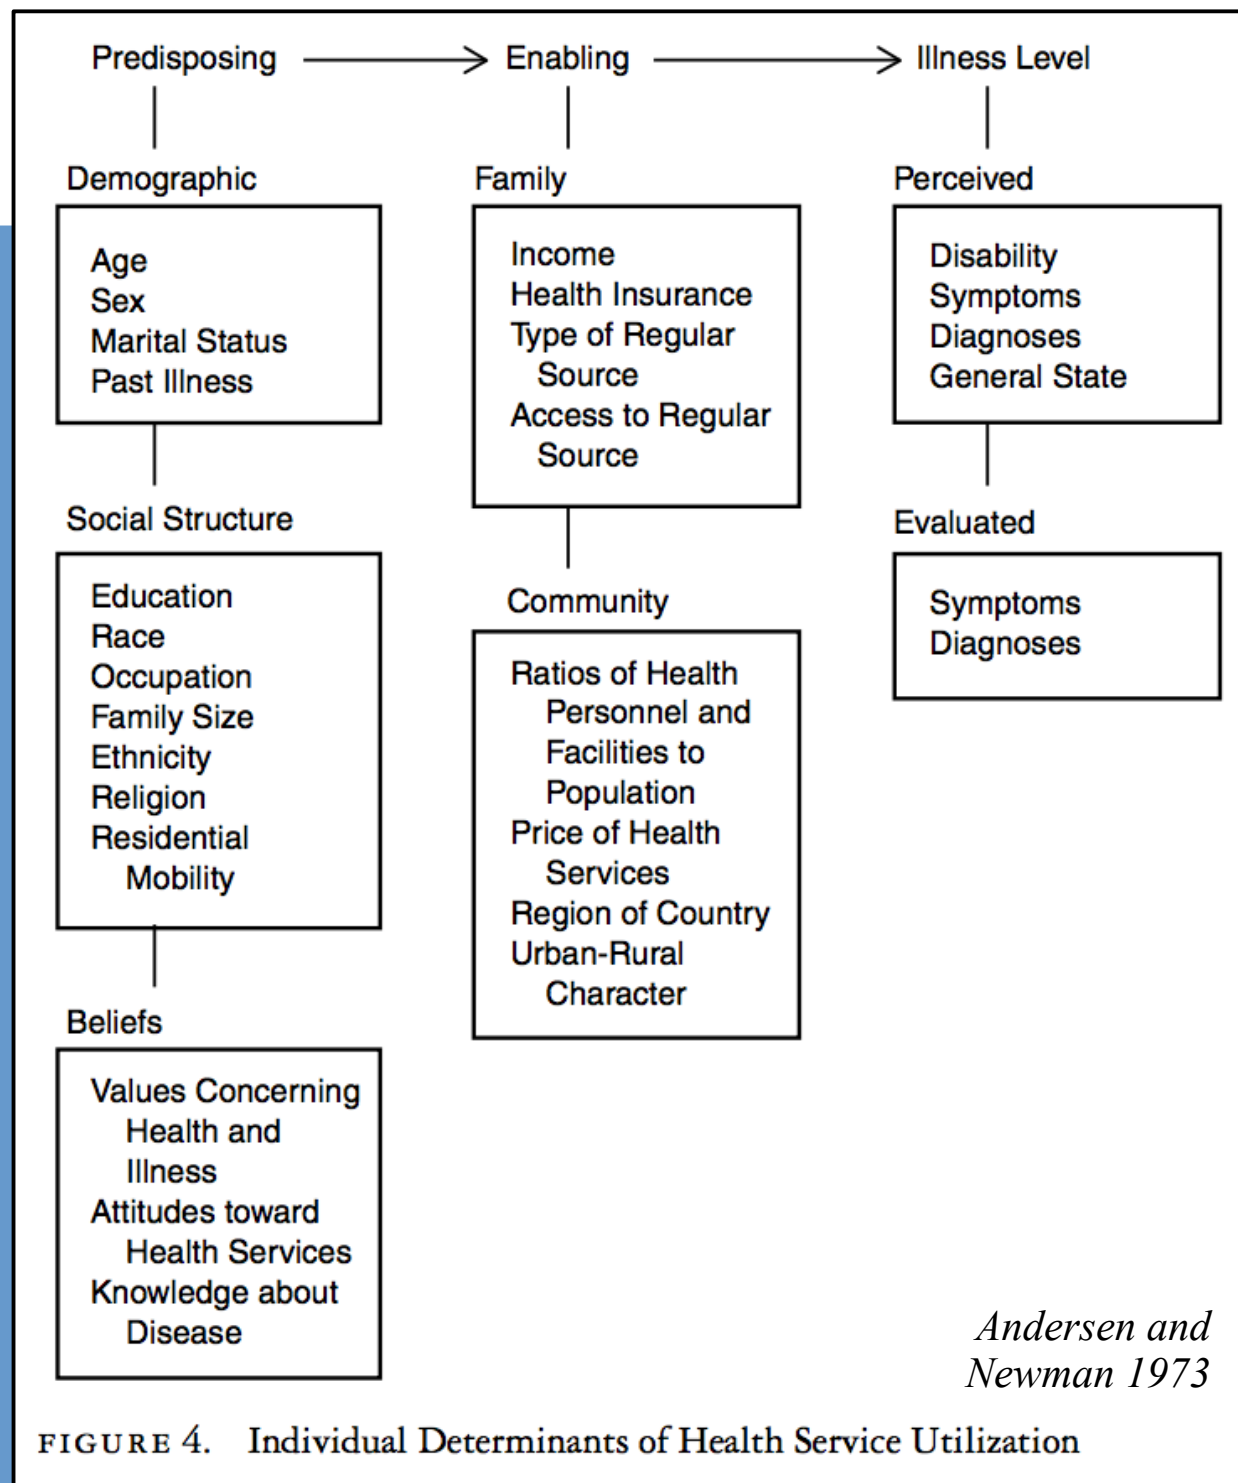 Predisposing
Enabling
Illness Level
Demographic
Age
Sex
Marital Status
Past Illness
Social Structure
Education
Race
Occupation
Family Size
Ethnicity
Religion
Residential
Mobility
Beliefs
Values Concerning
Health and
Illness
Attitudes toward
Health Services
Knowledge about
Disease
Family
Income
Health Insurance
Type of Regular
Source
Access to Regular
Source
Community
Ratios of Health
Personnel and
Facilities to
Population
Price of Health
Services
Region of Country
Urban-Rural
Character
Perceived
Disability
Symptoms
Diagnoses
General State
Evaluated
Symptoms
Diagnoses
Andersen and
Newman 1973
FIGURE 4. Individual Determinants of Health Service Utilization